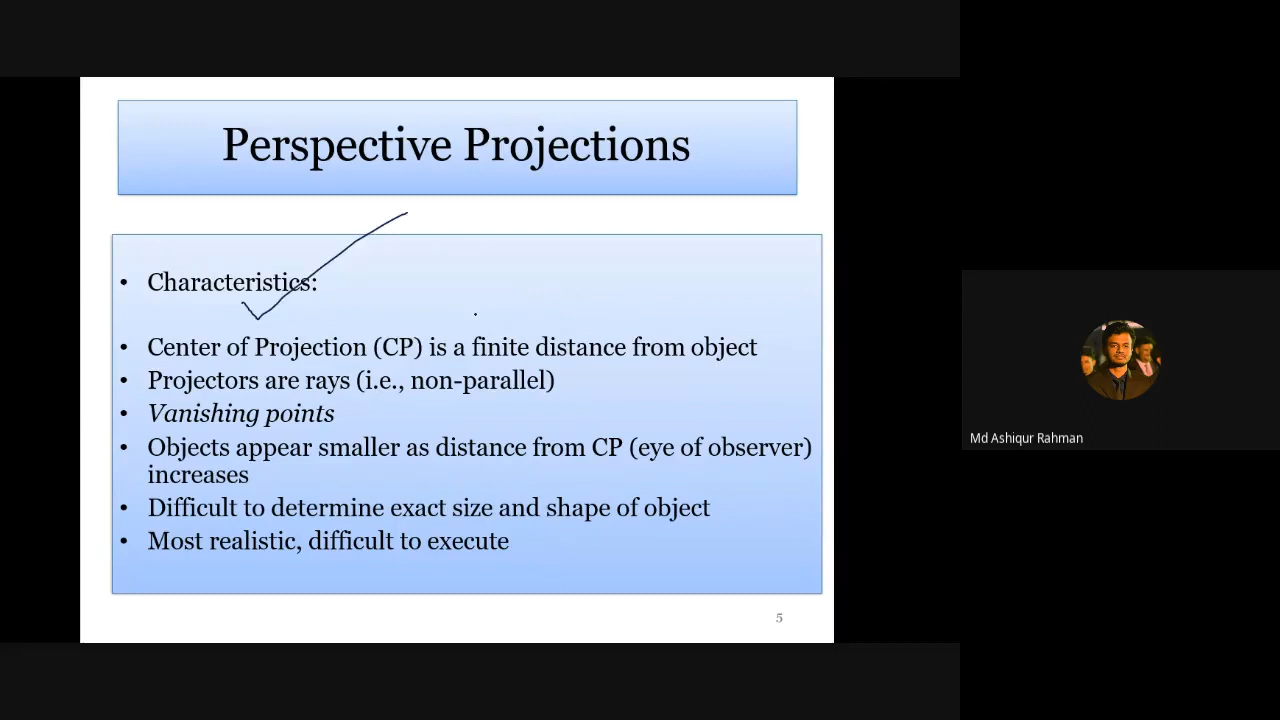 Perspective Projections
• Characteristics:
• Center of Projection (CP) is a finite distance from object
• Projectors are rays (i.e., non-parallel)
• Vanishing points
• Objects appear smaller as distance from CP (eye of observer)
increases
• Difficult to determine exact size and shape of object
• Most realistic, difficult to execute
5
Md Ashiqur Rahman